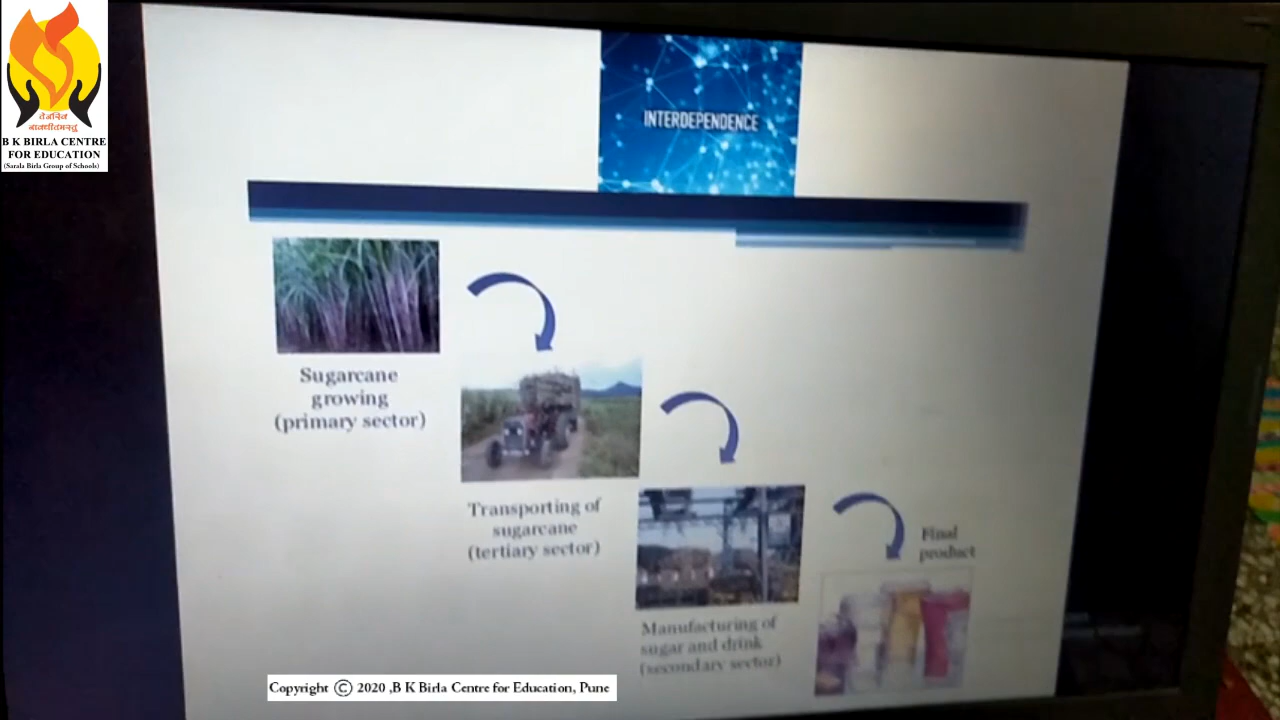 तेजस्वि
नावधीतमस्तु
B K BIRLA CENTRE
FOR EDUCATION
(Sarala Birla Group of Schools)
INTERDEPENDENCE
Sugarcane
growing
(primary sector)
Transporting of
sugarcane
(tertiary sector)
Manufacturing of
sugar and drink
(secondary sector)
Final
product
Copyright © 2020 ,B K Birla Centre for Education, Pune